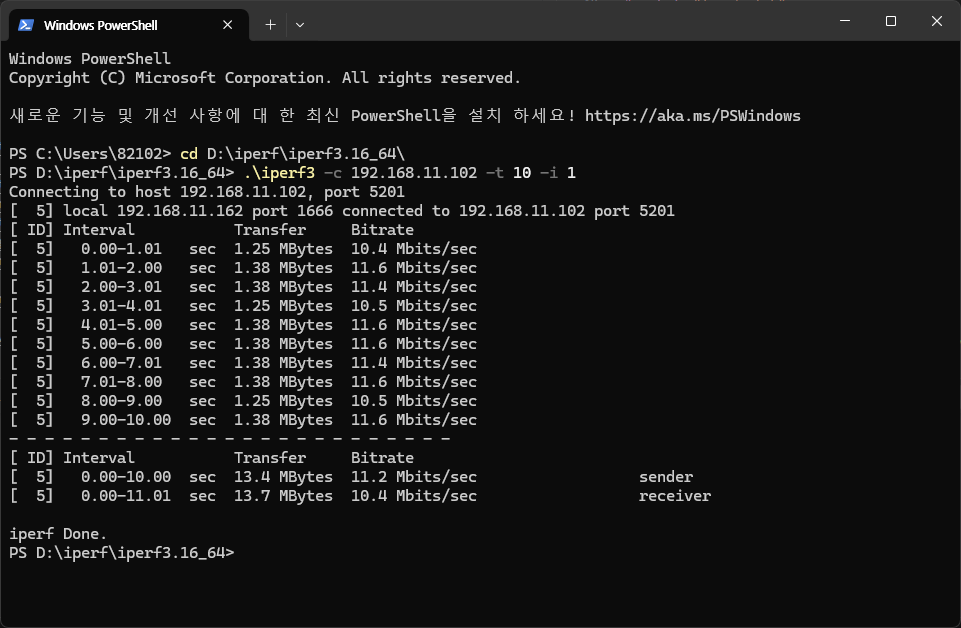 Windows PowerShell
Windows PowerShell
Copyright (C) Microsoft Corporation. All rights reserved.
새로운 기능 및 개선 사항에 대 한 최신 PowerShell을 설치 하세요! https://aka.ms/PSWindows
PS C:\Users\82102> cd D:\iperf\iperf3.16_64\
PS D:\iperf\iperf3.16_64> .\iperf3 -c 192.168.11.102 -t 10 -i 1
Connecting to host 192.168.11.102, port 5201
[  5] local 192.168.11.162 port 1666 connected to 192.168.11.102 port 5201
[ ID] Interval           Transfer     Bitrate
[  5]   0.00-1.01   sec  1.25 MBytes  10.4 Mbits/sec
[  5]   1.01-2.00   sec  1.38 MBytes  11.6 Mbits/sec
[  5]   2.00-3.01   sec  1.38 MBytes  11.4 Mbits/sec
[  5]   3.01-4.01   sec  1.25 MBytes  10.5 Mbits/sec
[  5]   4.01-5.00   sec  1.38 MBytes  11.6 Mbits/sec
[  5]   5.00-6.00   sec  1.38 MBytes  11.6 Mbits/sec
[  5]   6.00-7.01   sec  1.38 MBytes  11.4 Mbits/sec
[  5]   7.01-8.00   sec  1.38 MBytes  11.6 Mbits/sec
[  5]   8.00-9.00   sec  1.25 MBytes  10.5 Mbits/sec
[  5]   9.00-10.00  sec  1.38 MBytes  11.6 Mbits/sec
- - - - - - - - - - - - - - - - - - - - - - - - -
[ ID] Interval           Transfer     Bitrate
[  5]   0.00-10.00  sec  13.4 MBytes  11.2 Mbits/sec                  sender
[  5]   0.00-11.01  sec  13.7 MBytes  10.4 Mbits/sec                  receiver
iperf Done.
PS D:\iperf\iperf3.16_64>